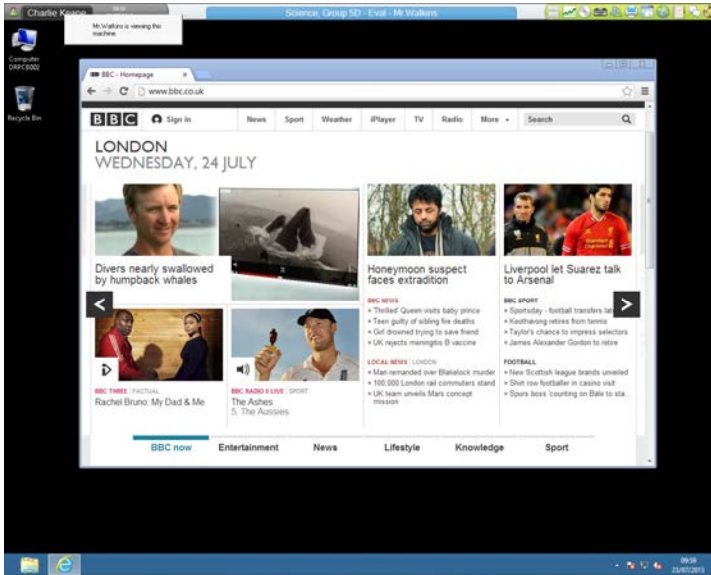 Charlie Keane
Science, Group 5D - Eval - Mr Watkins
Mr Watkins is viewing this
machine.
Computer
DRPC0002
Recycle Bin
BBC - Homepage
www.bbc.co.uk
BBC Sign in News Sport Weather iPlayer TV Radio More Search
LONDON
WEDNESDAY, 24 JULY
Divers nearly swallowed
by humpback whales
Honeymoon suspect
faces extradition
BBC NEWS
'Thrilled' Queen visits baby prince
Teen guilty of sibling fire deaths
Girl drowned trying to save friend
UK rejects meningitis B vaccine
LOCAL NEWS | LONDON
Man remanded over Blakelock murder
100,000 London rail commuters stand
UK team unveils Mars concept
mission
Liverpool let Suarez talk
to Arsenal
BBC SPORT
Sportsday - football transfers lat
Keothavong retires from tennis
Taylor's chance to impress selectors
James Alexander Gordon to retire
FOOTBALL
New Scottish league brands unveiled
Shirt row footballer in casino visit
Spurs boss 'counting on Bale to sta...
BBC THREE | FACTUAL
Rachel Bruno: My Dad & Me
BBC RADIO 5 LIVE | SPORT
The Ashes
5. The Aussies
BBC now Entertainment News Lifestyle Knowledge Sport
09:59
23/07/2013